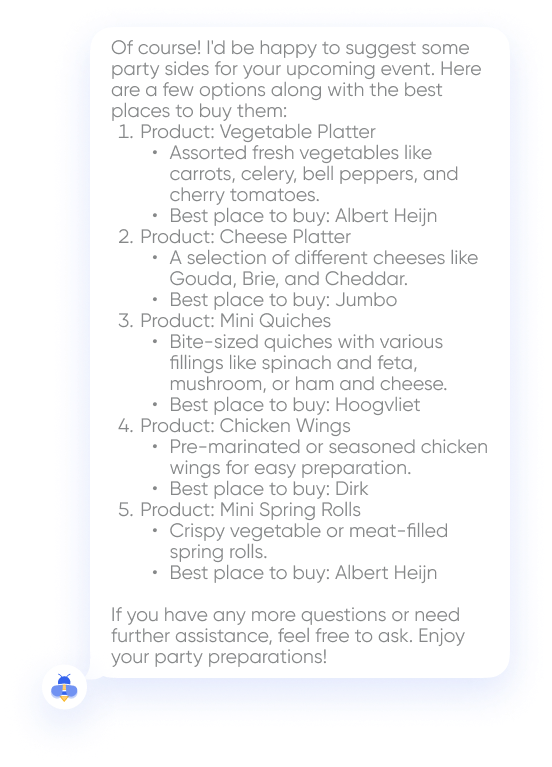 Of course! I'd be happy to suggest some
party sides for your upcoming event. Here
are a few options along with the best
places to buy them:
1. Product: Vegetable Platter
• Assorted fresh vegetables like
carrots, celery, bell peppers, and
cherry tomatoes.
• Best place to buy: Albert Heijn
2. Product: Cheese Platter
• A selection of different cheeses like
Gouda, Brie, and Cheddar.
• Best place to buy: Jumbo
3. Product: Mini Quiches
• Bite-sized quiches with various
fillings like spinach and feta,
mushroom, or ham and cheese.
• Best place to buy: Hoogvliet
4. Product: Chicken Wings
• Pre-marinated or seasoned chicken
wings for easy preparation.
• Best place to buy: Dirk
5. Product: Mini Spring Rolls
• Crispy vegetable or meat-filled
spring rolls.
• Best place to buy: Albert Heijn
If you have any more questions or need
further assistance, feel free to ask. Enjoy
your party preparations!